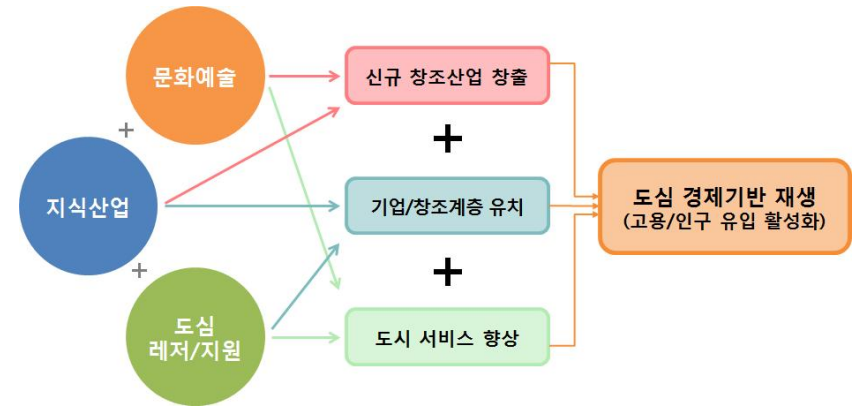 문화예술
+
지식산업
+
도심
레저/지원
신규 창조산업 창출
+
기업/창조계층 유치
+
도시 서비스 향상
도심 경제기반 재생
(고용/인구 유입 활성화)